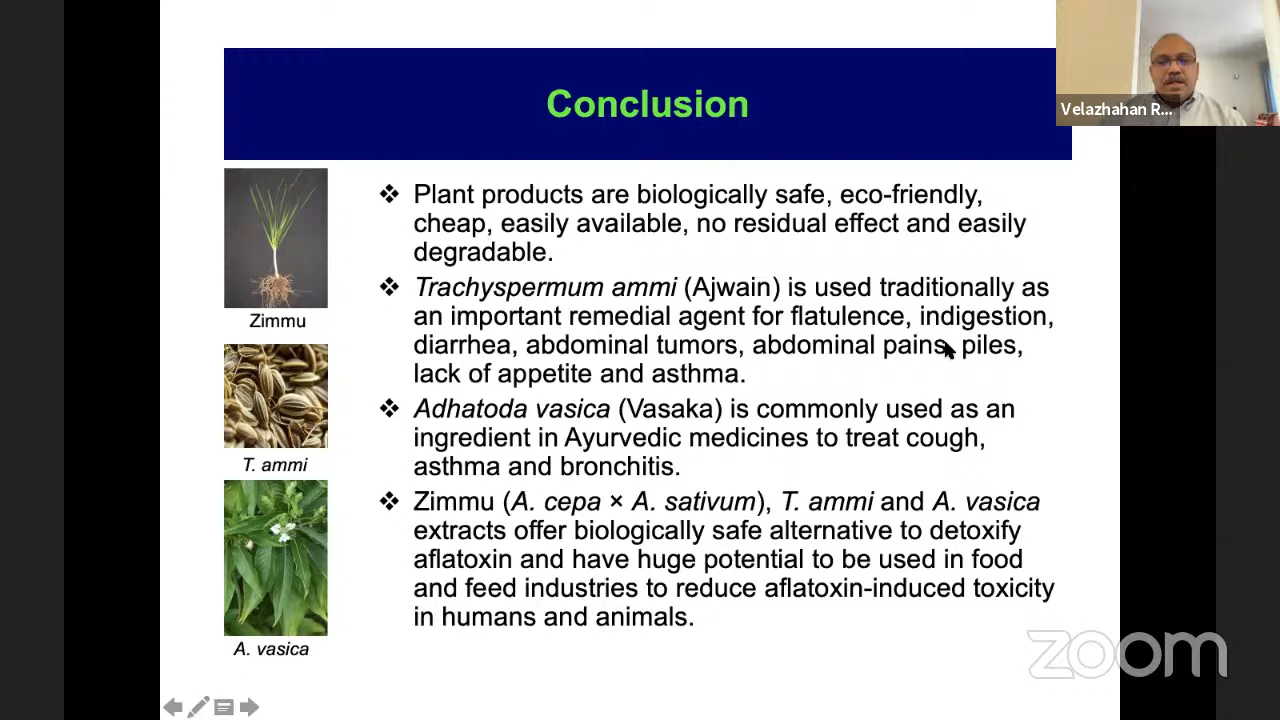 Conclusion
Velazhahan R...
Zimmu
T. ammi
A. vasica
❖ Plant products are biologically safe, eco-friendly,
cheap, easily available, no residual effect and easily
degradable.
❖ Trachyspermum ammi (Ajwain) is used traditionally as
an important remedial agent for flatulence, indigestion,
diarrhea, abdominal tumors, abdominal pains, piles,
lack of appetite and asthma.
❖ Adhatoda vasica (Vasaka) is commonly used as an
ingredient in Ayurvedic medicines to treat cough,
asthma and bronchitis.
❖ Zimmu (A. cepa × A. sativum), T. ammi and A. vasica
extracts offer biologically safe alternative to detoxify
aflatoxin and have huge potential to be used in food
and feed industries to reduce aflatoxin-induced toxicity
in humans and animals.
zoom